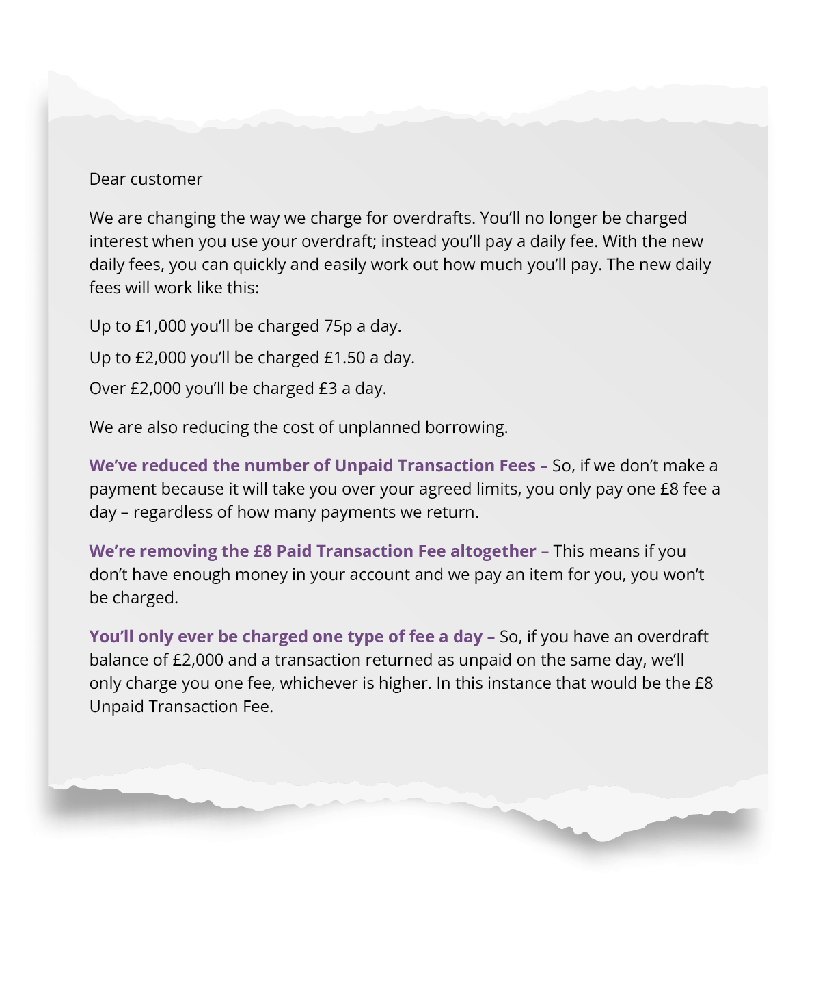 Dear customer
We are changing the way we charge for overdrafts. You’ll no longer be charged
interest when you use your overdraft; instead you’ll pay a daily fee. With the new
daily fees, you can quickly and easily work out how much you’ll pay. The new daily
fees will work like this:
Up to £1,000 you’ll be charged 75p a day.
Up to £2,000 you’ll be charged £1.50 a day.
Over £2,000 you’ll be charged £3 a day.
We are also reducing the cost of unplanned borrowing.
We’ve reduced the number of Unpaid Transaction Fees – So, if we don’t make a
payment because it will take you over your agreed limits, you only pay one £8 fee a
day – regardless of how many payments we return.
We’re removing the £8 Paid Transaction Fee altogether – This means if you
don’t have enough money in your account and we pay an item for you, you won’t
be charged.
You’ll only ever be charged one type of fee a day – So, if you have an overdraft
balance of £2,000 and a transaction returned as unpaid on the same day, we’ll
only charge you one fee, whichever is higher. In this instance that would be the £8
Unpaid Transaction Fee.